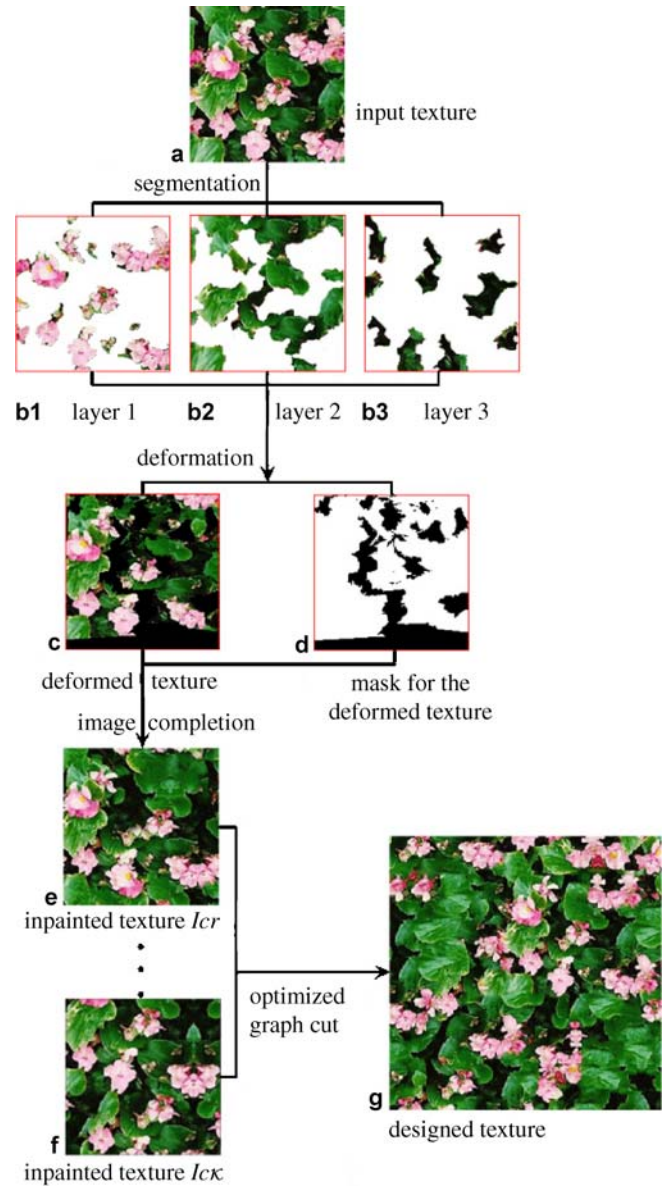 a
input texture
segmentation
b1 layer 1 b2 layer 2 b3 layer 3
deformation
c
d
deformed texture
mask for the
deformed texture
image completion
e
inpainted texture Icr
optimized
graph cut
f
inpainted texture Icκ
g
designed texture